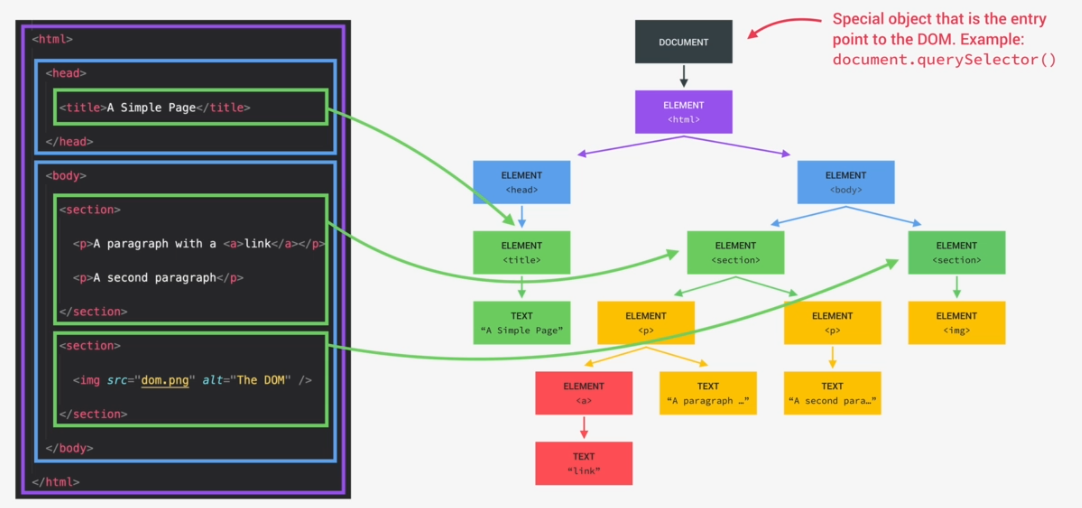 <html>
<head>
<title>A Simple Page</title>
</head>
<body>
<section>
<p>A paragraph with a <a>link</a></p>
<p>A second paragraph</p>
</section>
<section>
<img src="dom.png" alt="The DOM" />
</section>
</body>
</html>
Special object that is the entry
point to the DOM. Example:
document.querySelector()
DOCUMENT
ELEMENT
<html>
ELEMENT
<head>
ELEMENT
<body>
ELEMENT
<title>
ELEMENT
<section>
ELEMENT
<section>
TEXT
“A Simple Page”
ELEMENT
<p>
ELEMENT
<p>
ELEMENT
<img>
ELEMENT
<a>
TEXT
“A paragraph …”
TEXT
“A second para…”
TEXT
“link”